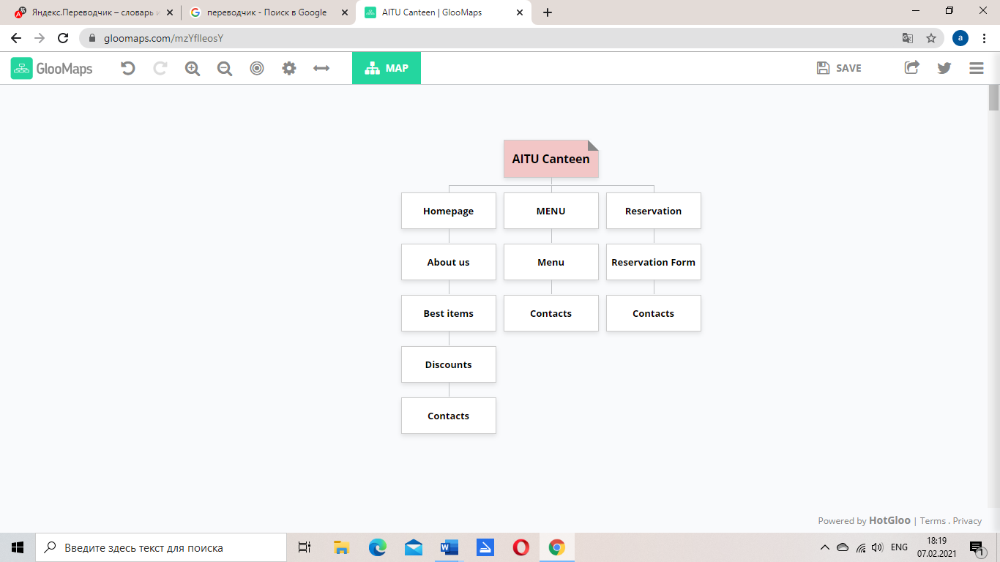 Яндекс.Переводчик – словарь и
переводчик - Поиск в Google
AITU Canteen | GlooMaps
gloomaps.com/mzYflleosY
a
GlooMaps
MAP
SAVE
AITU Canteen
Homepage
MENU
Reservation
About us
Menu
Reservation Form
Best items
Contacts
Contacts
Discounts
Contacts
Powered by HotGloo | Terms . Privacy
Введите здесь текст для поиска
ENG
18:19
07.02.2021
1